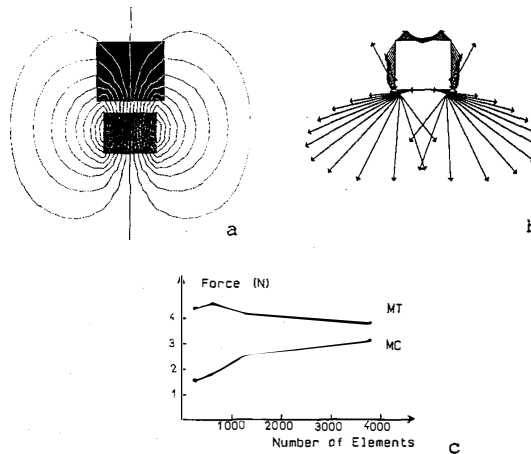 a
b
Force (N)
4
3
2
1
MT
MC
1000 2000 3000 4000
Number of Elements
c